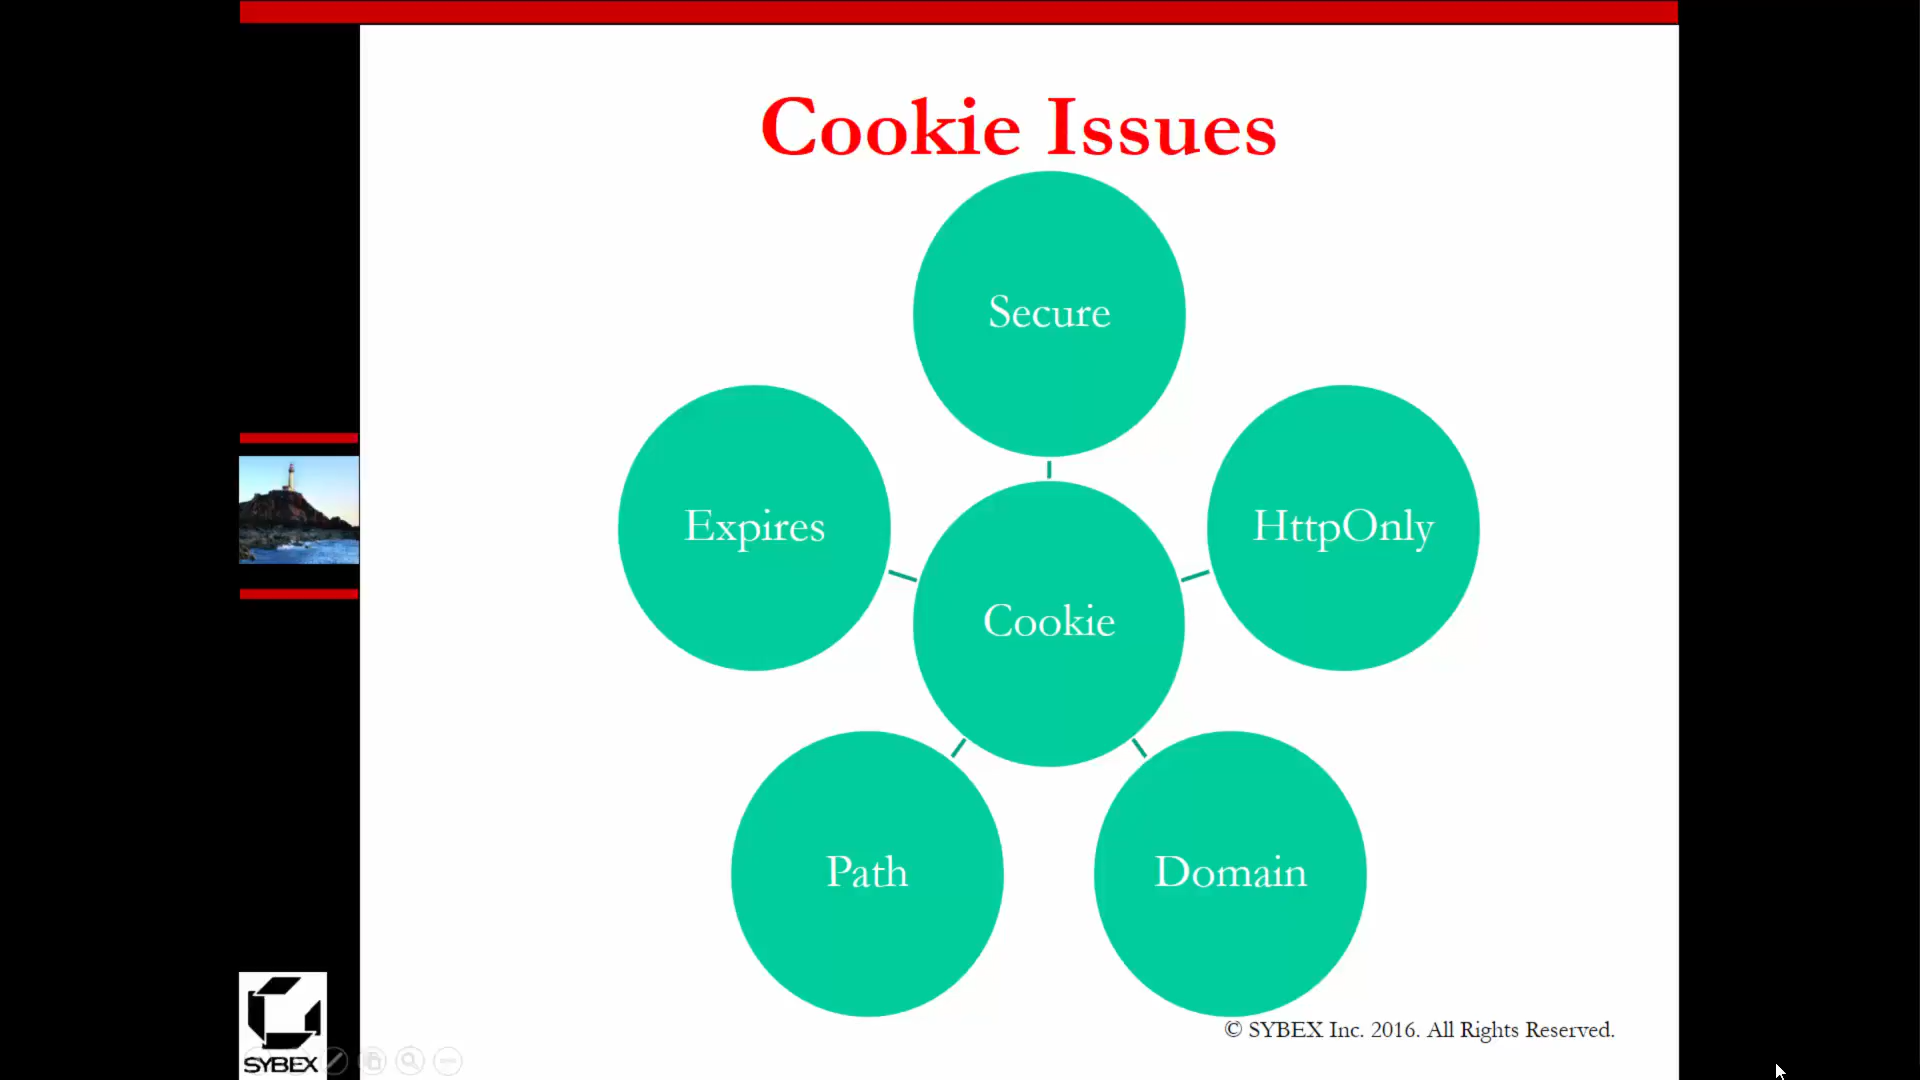 Cookie Issues
Secure
Expires
HttpOnly
Cookie
Path
Domain
© SYBEX Inc. 2016. All Rights Reserved.
SYBEX